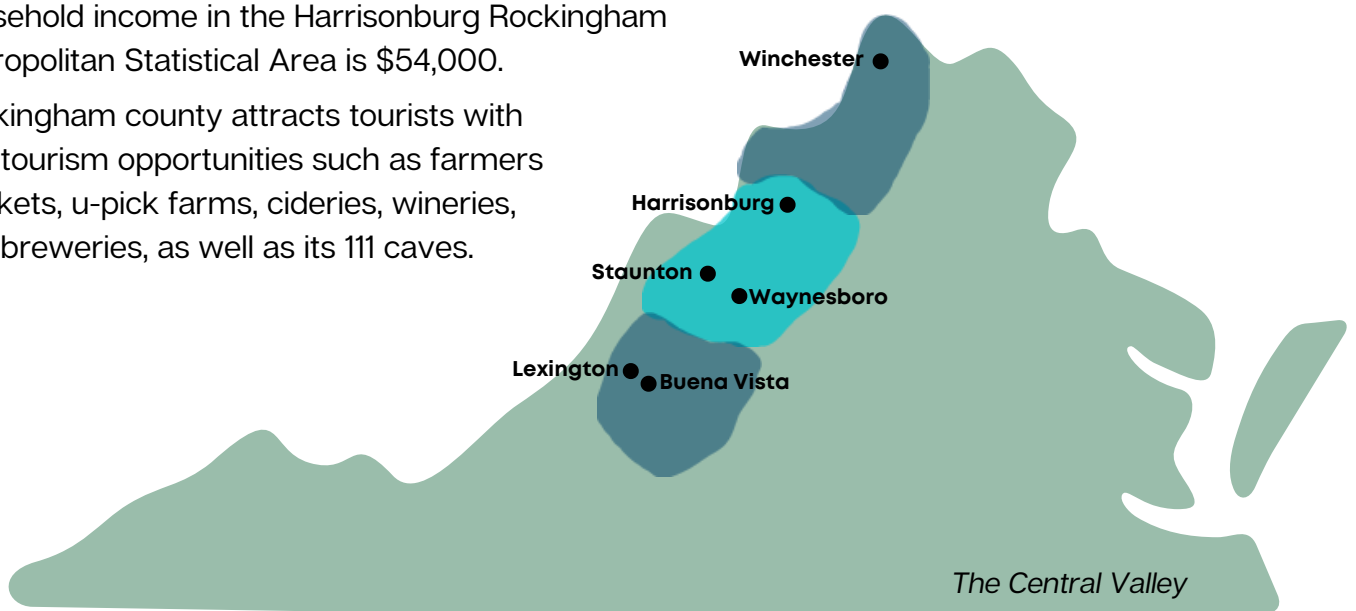 sehold income in the Harrisonburg Rockingham
ropolitan Statistical Area is $54,000.
kingham county attracts tourists with
tourism opportunities such as farmers
kets, u-pick farms, cideries, wineries,
breweries, as well as its 111 caves.
Winchester
Harrisonburg
Staunton
Waynesboro
Lexington
Buena Vista
The Central Valley